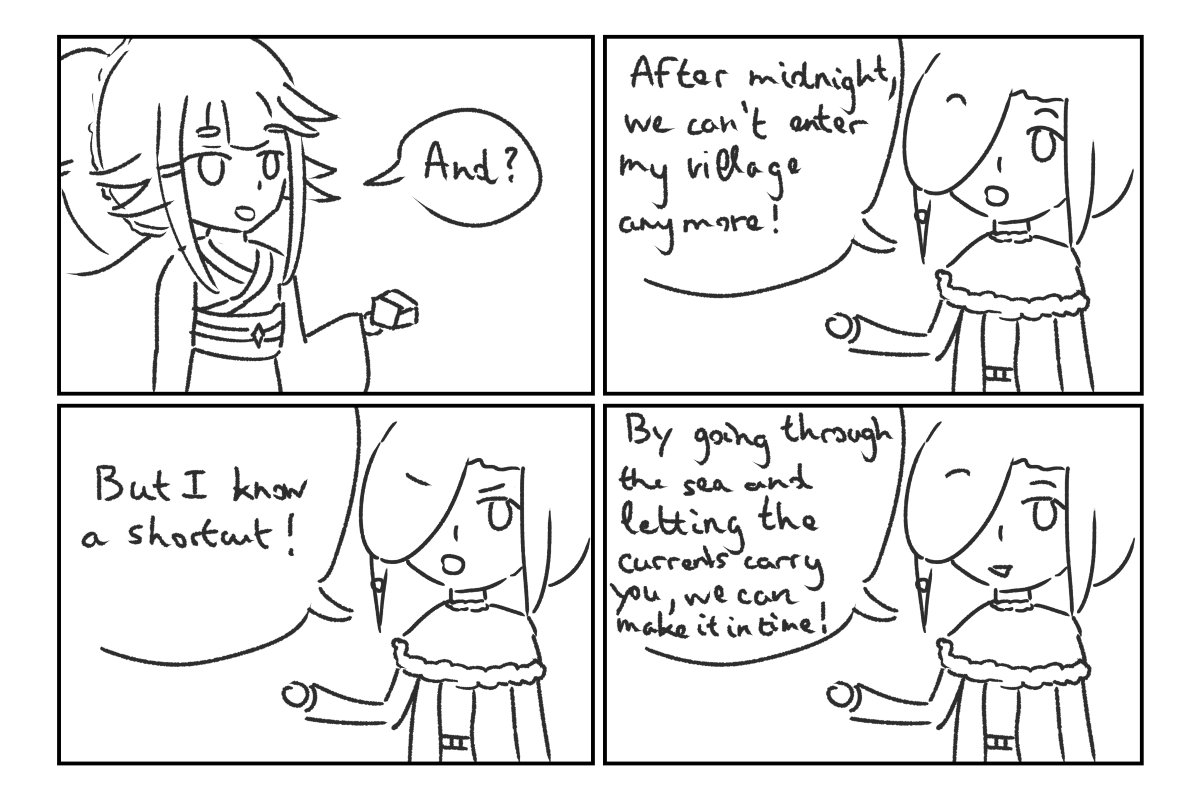 And?
After midnight,
we can't enter
my village
anymore!
But I know
a shortcut!
By going through
the sea and
letting the
currents carry
you, we can
make it in time!